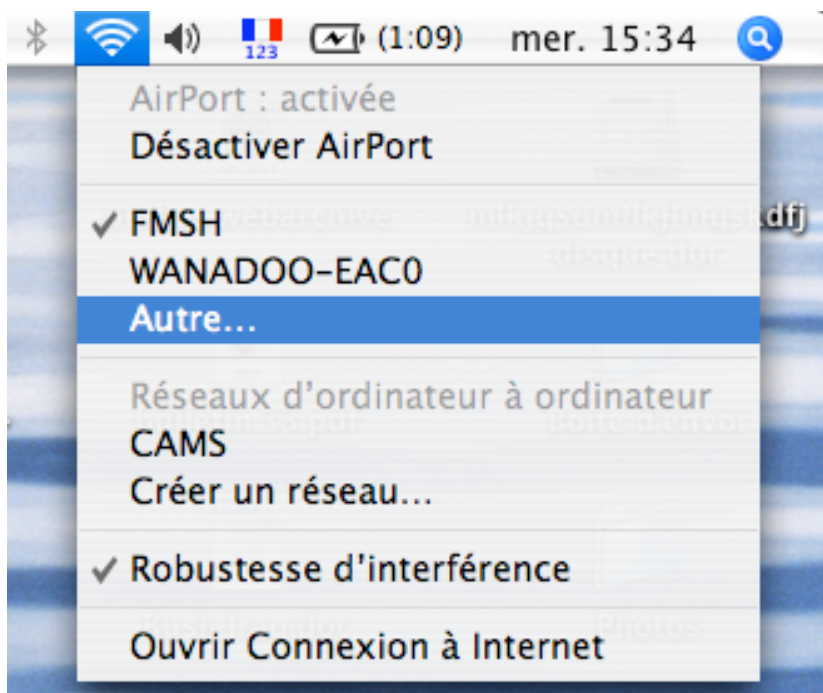 123 (1:09) mer. 15:34
AirPort : activée
Désactiver AirPort
FMSH
WANADOO-EAC0
Autre...
Réseaux d'ordinateur à ordinateur
CAMS
Créer un réseau...
Robustesse d'interférence
Ouvrir Connexion à Internet